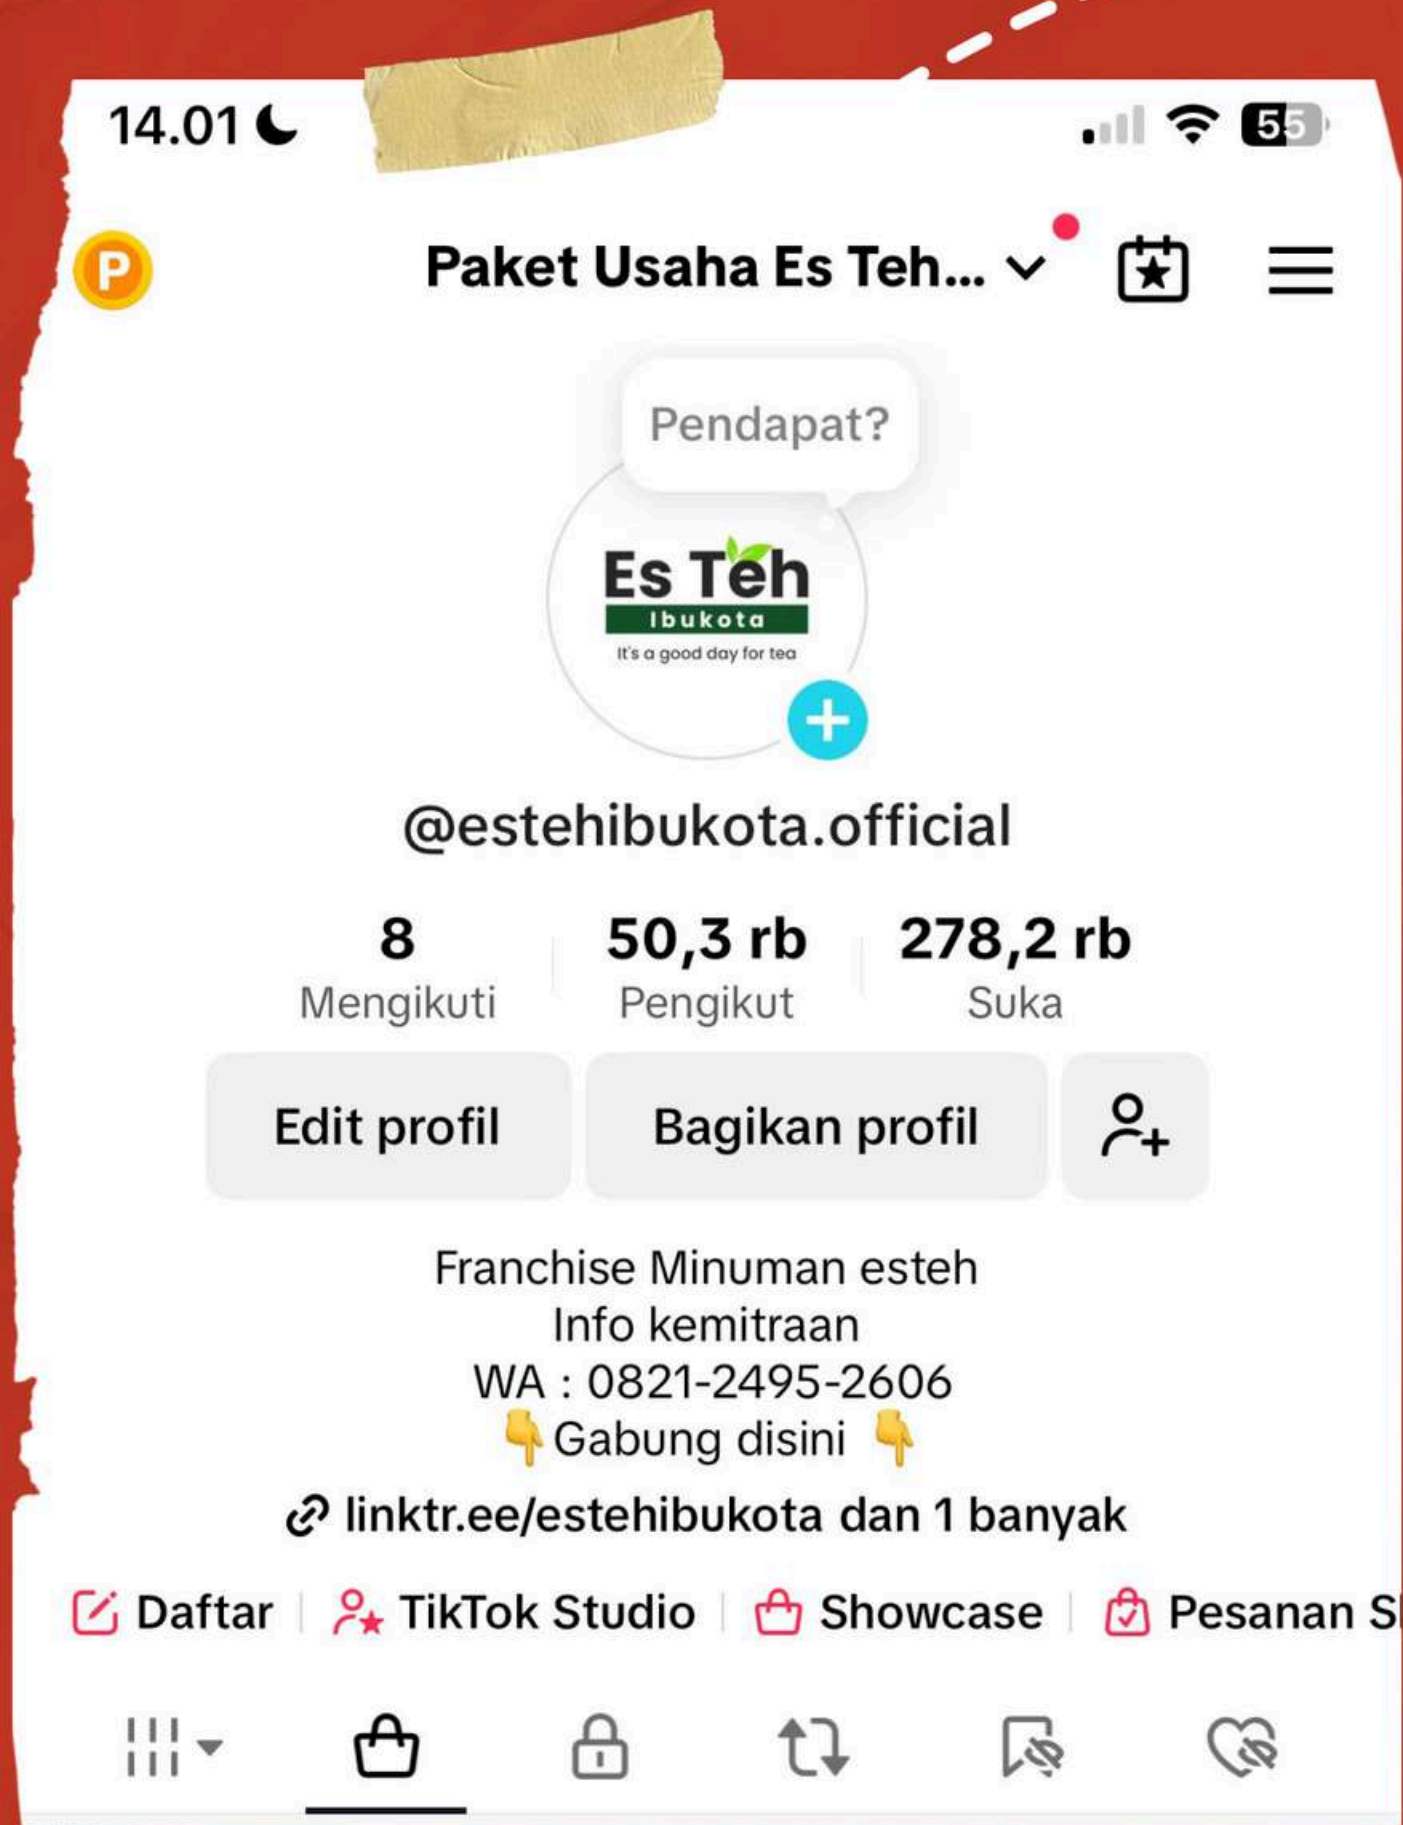 14.01
55
P
Paket Usaha Es Teh...
Pendapat?
Es Teh
Ibukota
It's a good day for tea
@estehibukota.official
8 50,3 rb 278,2 rb
Mengikuti Pengikut Suka
Edit profil Bagikan profil
Franchise Minuman esteh
Info kemitraan
WA : 0821-2495-2606
👇Gabung disini 👇
linktr.ee/estehibukota dan 1 banyak
Daftar TikTok Studio Showcase Pesanan